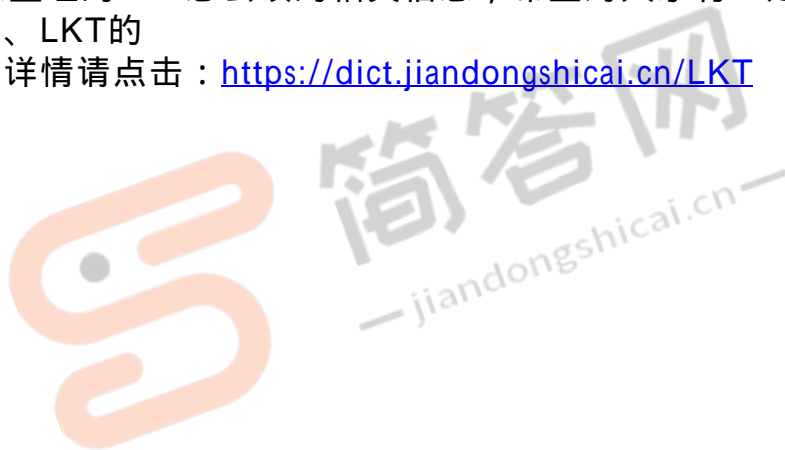 、LKT的
详情请点击：https://dict.jiandongshicai.cn/LKT
简答网
jiandongshicai.cn